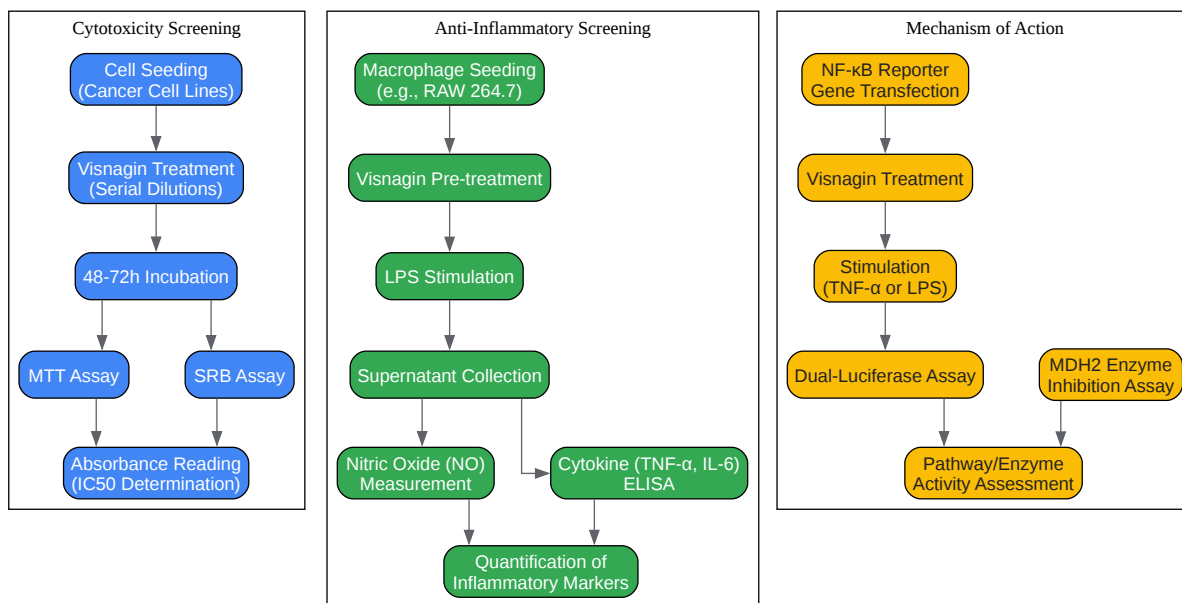 Cytotoxicity Screening
Cell Seeding
(Cancer Cell Lines)
Visnagin Treatment
(Serial Dilutions)
48-72h Incubation
MTT Assay
SRB Assay
Absorbance Reading
(IC50 Determination)
Anti-Inflammatory Screening
Macrophage Seeding
(e.g., RAW 264.7)
Visnagin Pre-treatment
LPS Stimulation
Supernatant Collection
Nitric Oxide (NO)
Measurement
Cytokine (TNF-α, IL-6)
ELISA
Quantification of
Inflammatory Markers
Mechanism of Action
NF-κB Reporter
Gene Transfection
Visnagin Treatment
Stimulation
(TNF-α or LPS)
Dual-Luciferase Assay
MDH2 Enzyme
Inhibition Assay
Pathway/Enzyme
Activity Assessment